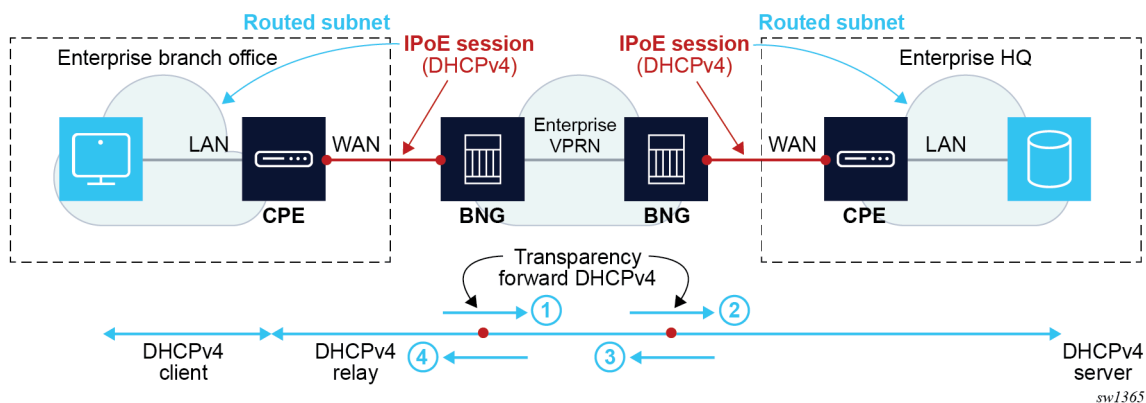 Routed subnet
Routed subnet
IPoE session
(DHCPv4)
IPoE session
(DHCPv4)
Enterprise branch office
Enterprise HQ
LAN
WAN
Enterprise
VPRN
WAN
LAN
CPE
BNG
BNG
CPE
Transparency
forward DHCPv4
1
2
4
3
DHCPv4
client
DHCPv4
relay
DHCPv4
server
sw1365